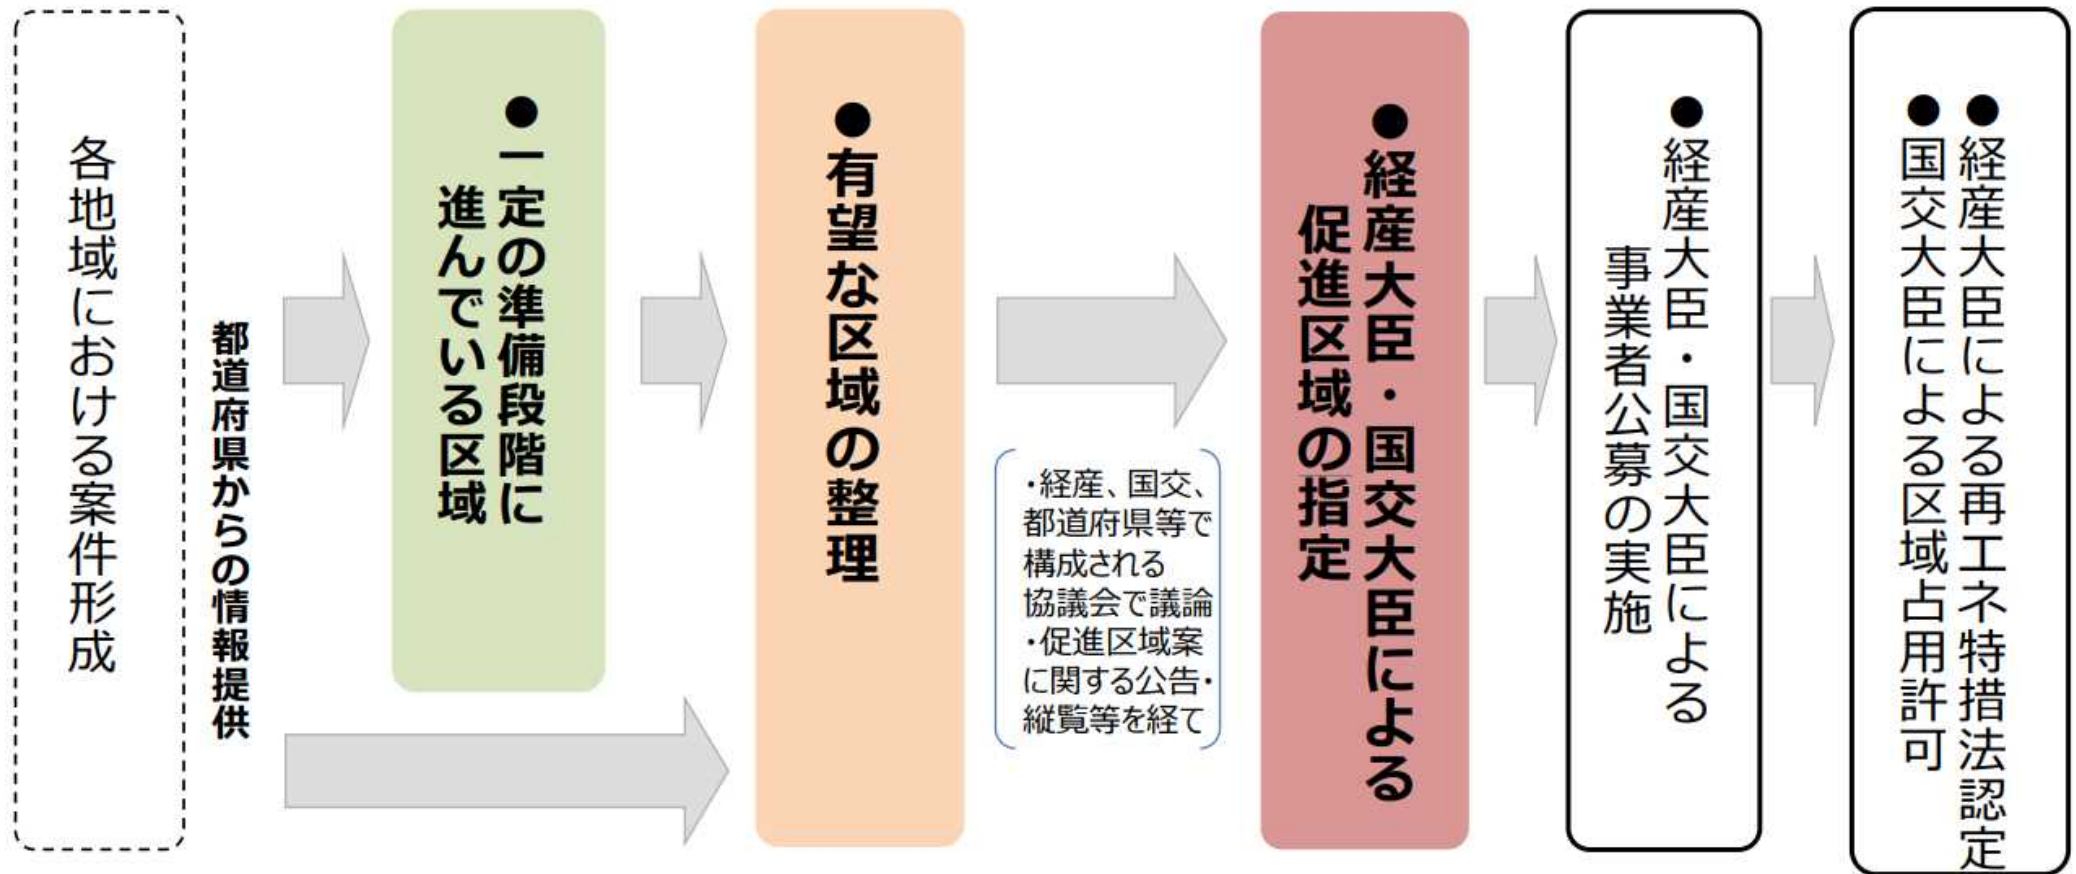 各地域における案件形成
都道府県からの情報提供
●一定の準備段階に
進んでいる区域
●有望な区域の整理
・経産、国交、
都道府県等で
構成される
協議会で議論
・促進区域案
に関する公告・
縦覧等を経て
●経産大臣・国交大臣による
促進区域の指定
●経産大臣・国交大臣による
事業者公募の実施
●経産大臣による再エネ特措法認定
●国交大臣による区域占用許可